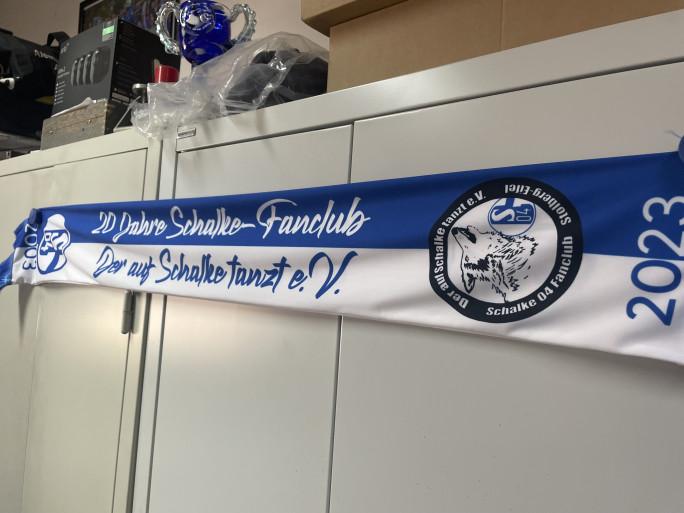 2003
20 Jahre Schalke-Fanclub
Der auf Schalke tanzt e. V.
Der auf Schalke tanzt e.V.
Stolberg-Eifel
Schalke 04 Fanclub
04
2023